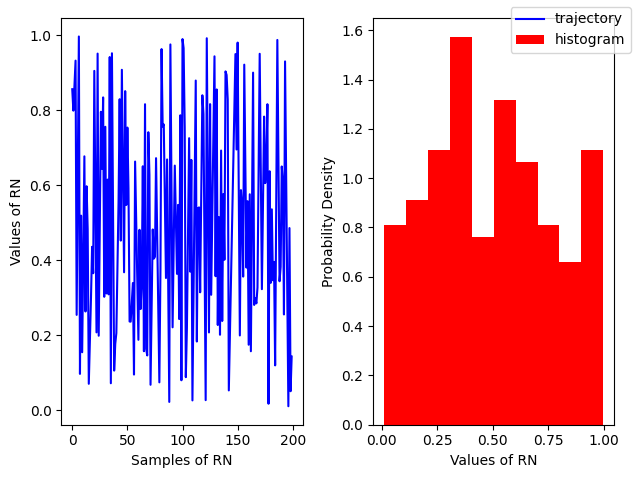 trajectory
histogram
1.0
0.8
0.6
0.4
0.2
0.0
Values of RN
0 50 100 150 200
Samples of RN
1.6
1.4
1.2
1.0
0.8
0.6
0.4
0.2
0.0
Probability Density
0.00 0.25 0.50 0.75 1.00
Values of RN